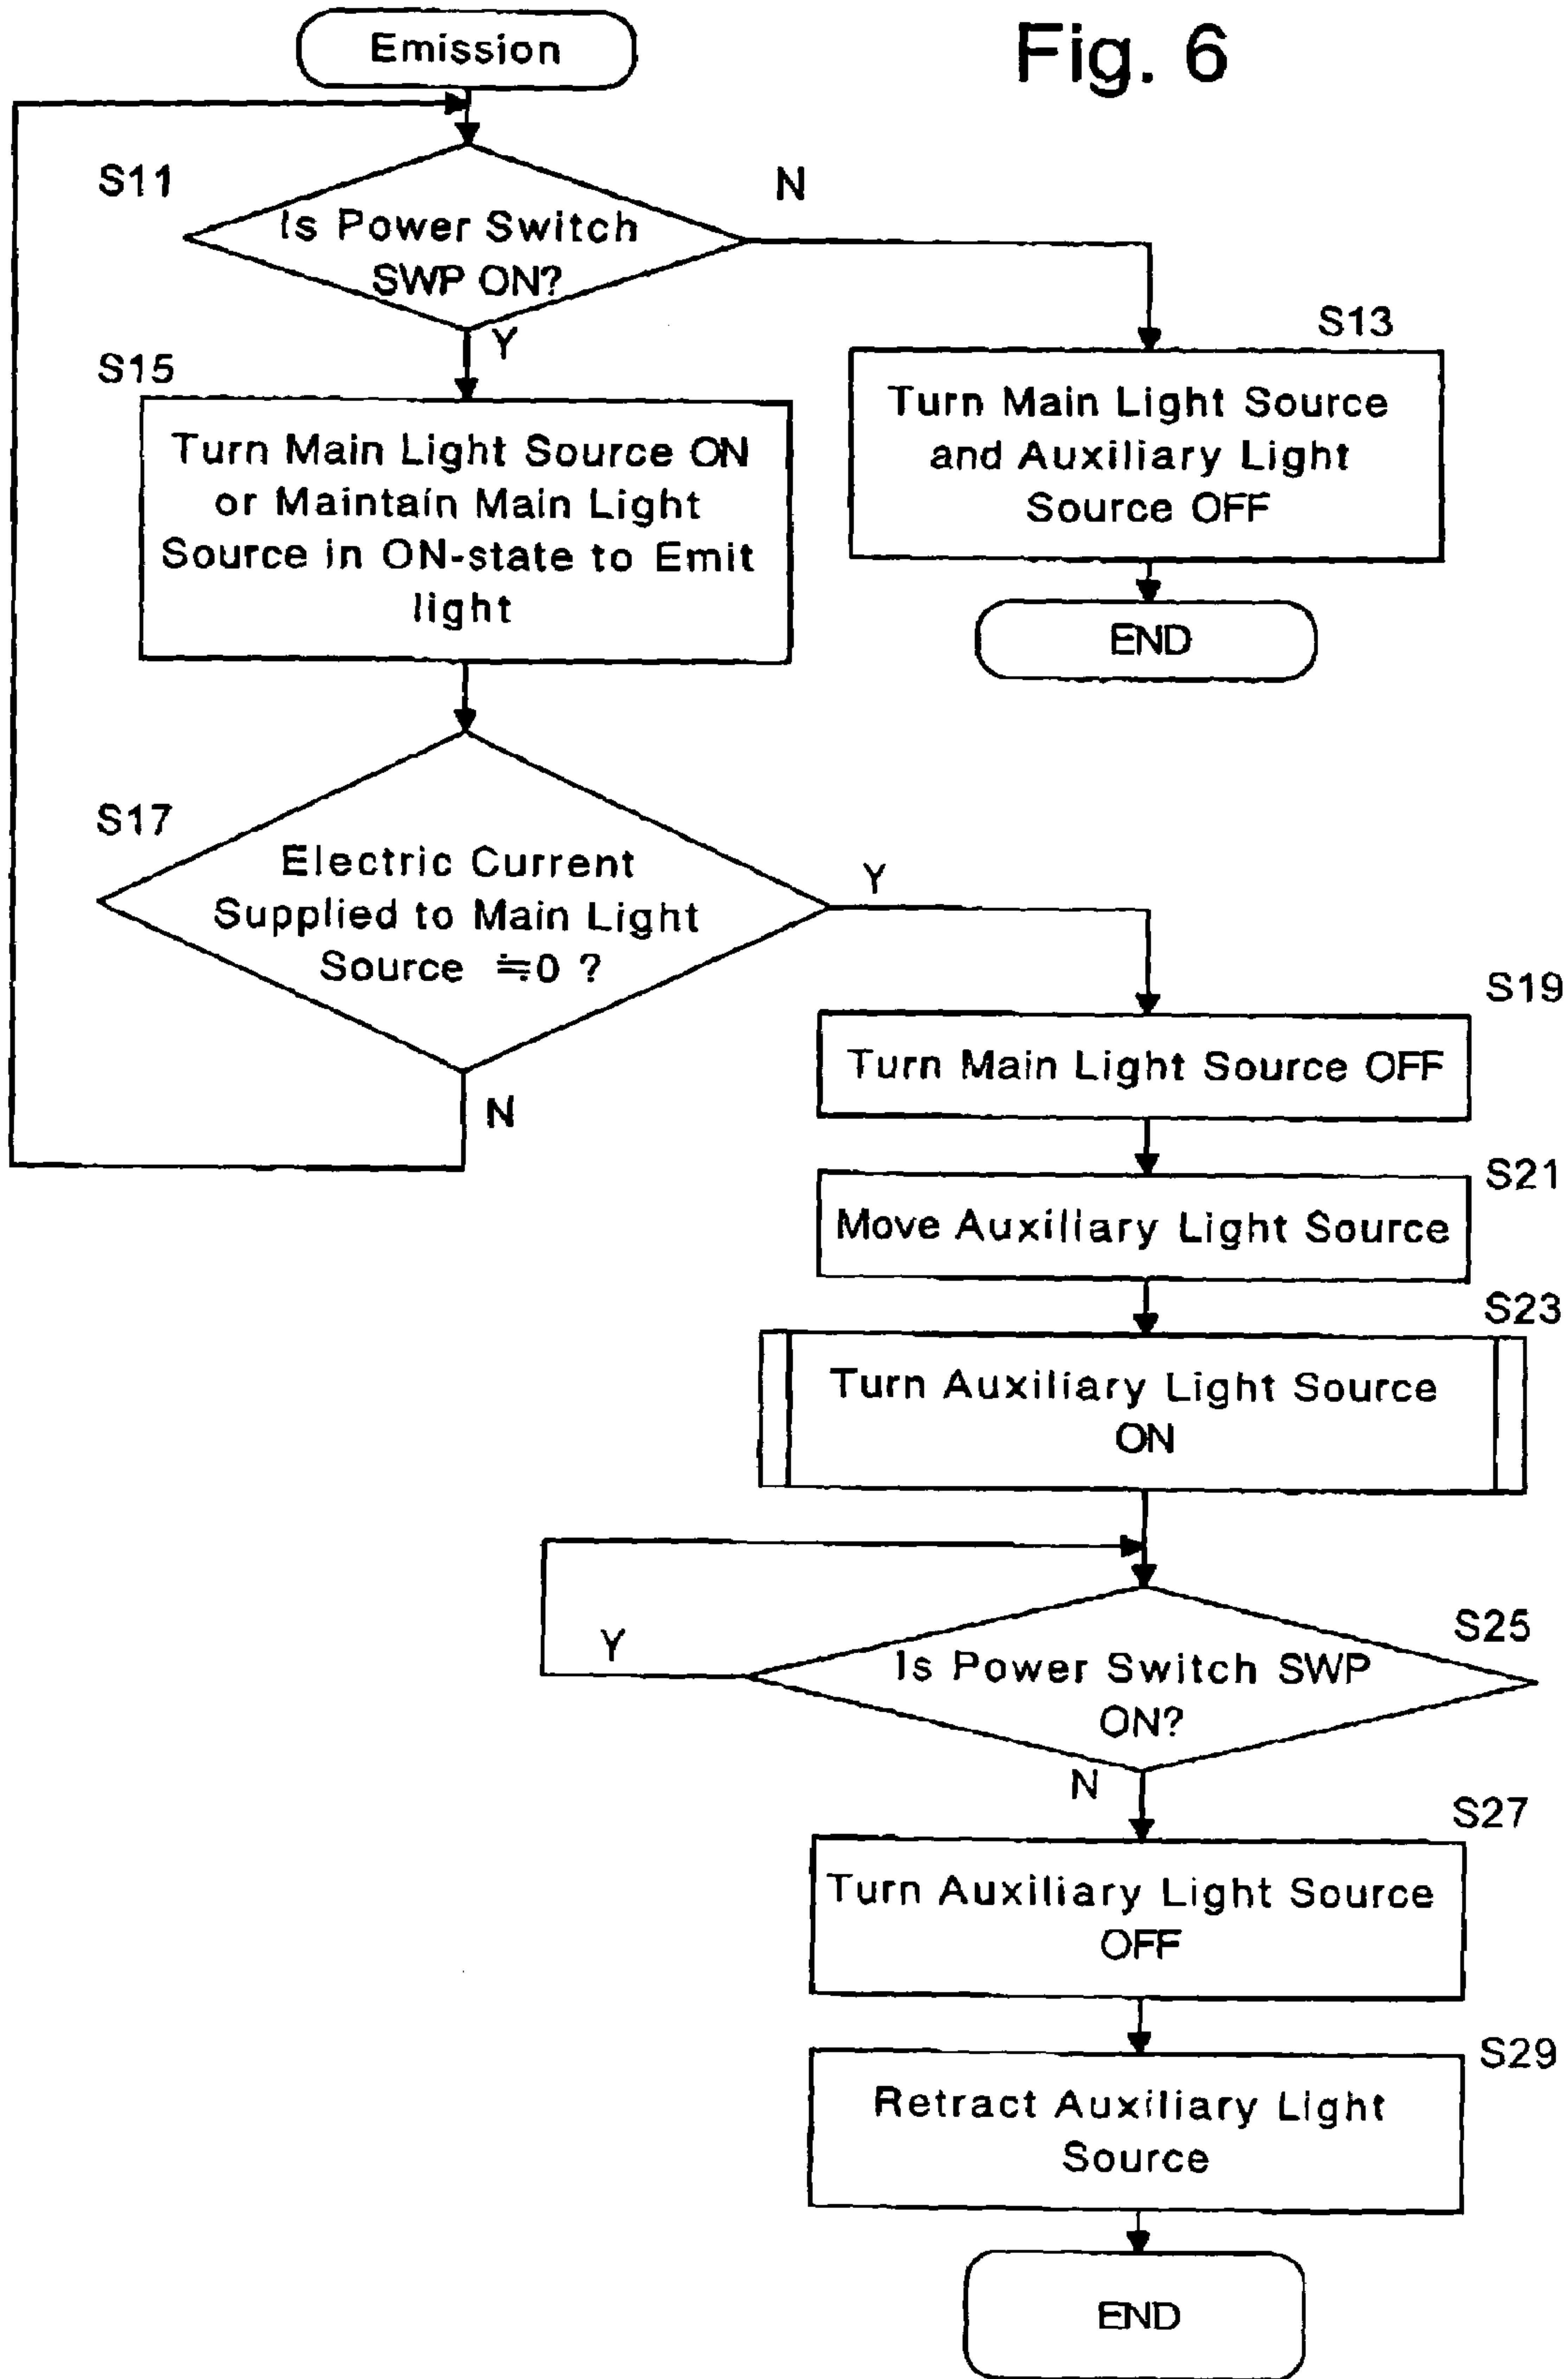 Fig. 6
Emission
S11
Is Power Switch
SWP ON?
N
Y
S13
Turn Main Light Source
and Auxiliary Light
Source OFF
END
S15
Turn Main Light Source ON
or Maintain Main Light
Source in ON-state to Emit
light
S17
Electric Current
Supplied to Main Light
Source ≒0 ?
Y
N
S19
Turn Main Light Source OFF
S21
Move Auxiliary Light Source
S23
Turn Auxiliary Light Source
ON
S25
Is Power Switch SWP
ON?
Y
N
S27
Turn Auxiliary Light Source
OFF
S29
Retract Auxiliary Light
Source
END